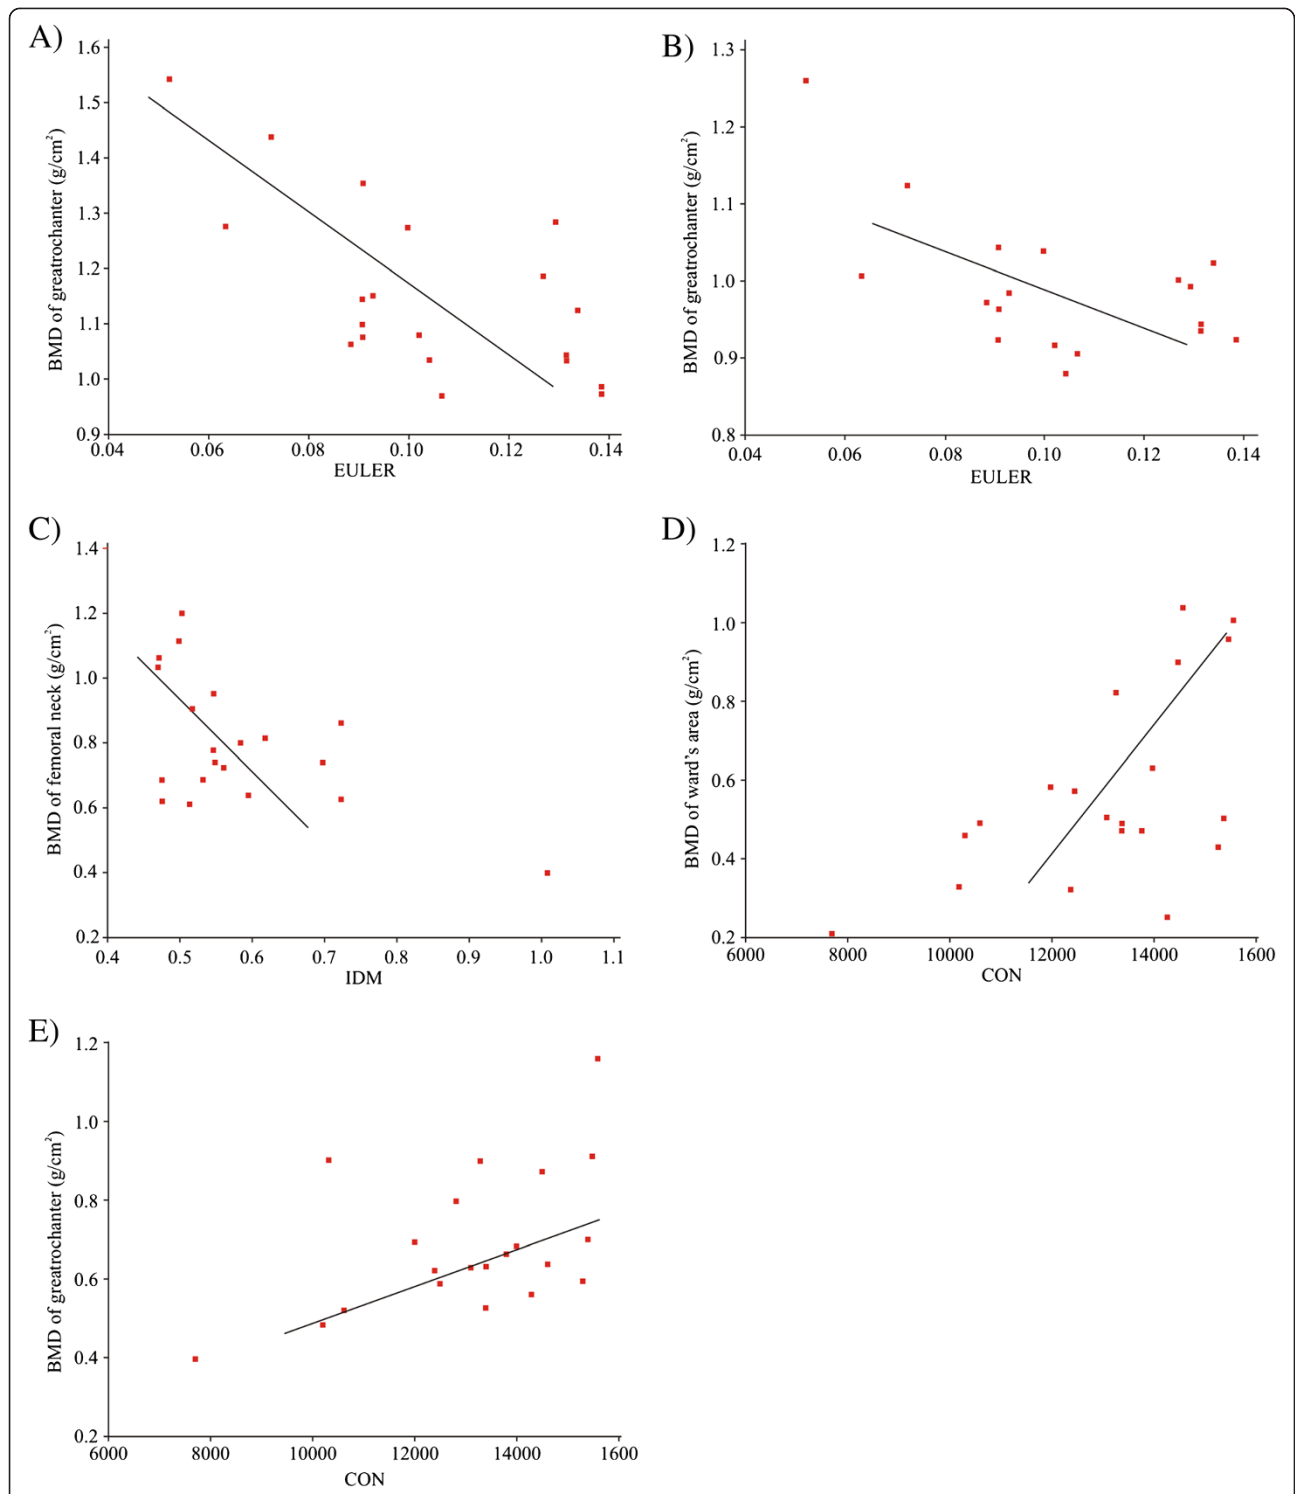 A)
1.6
1.5
1.4
1.3
1.2
1.1
1.0
0.9
BMD of greatrochanter (g/cm²)
0.04 0.06 0.08 0.10 0.12 0.14
EULER
B)
1.3
1.2
1.1
1.0
0.9
0.8
BMD of greatrochanter (g/cm²)
0.04 0.06 0.08 0.10 0.12 0.14
EULER
C)
1.4
1.2
1.0
0.8
0.6
0.4
0.2
BMD of femoral neck (g/cm²)
0.4 0.5 0.6 0.7 0.8 0.9 1.0 1.1
IDM
D)
1.2
1.0
0.8
0.6
0.4
0.2
BMD of ward's area (g/cm²)
6000 8000 10000 12000 14000 1600
CON
E)
1.2
1.0
0.8
0.6
0.4
0.2
BMD of greatrochanter (g/cm²)
6000 8000 10000 12000 14000 1600
CON